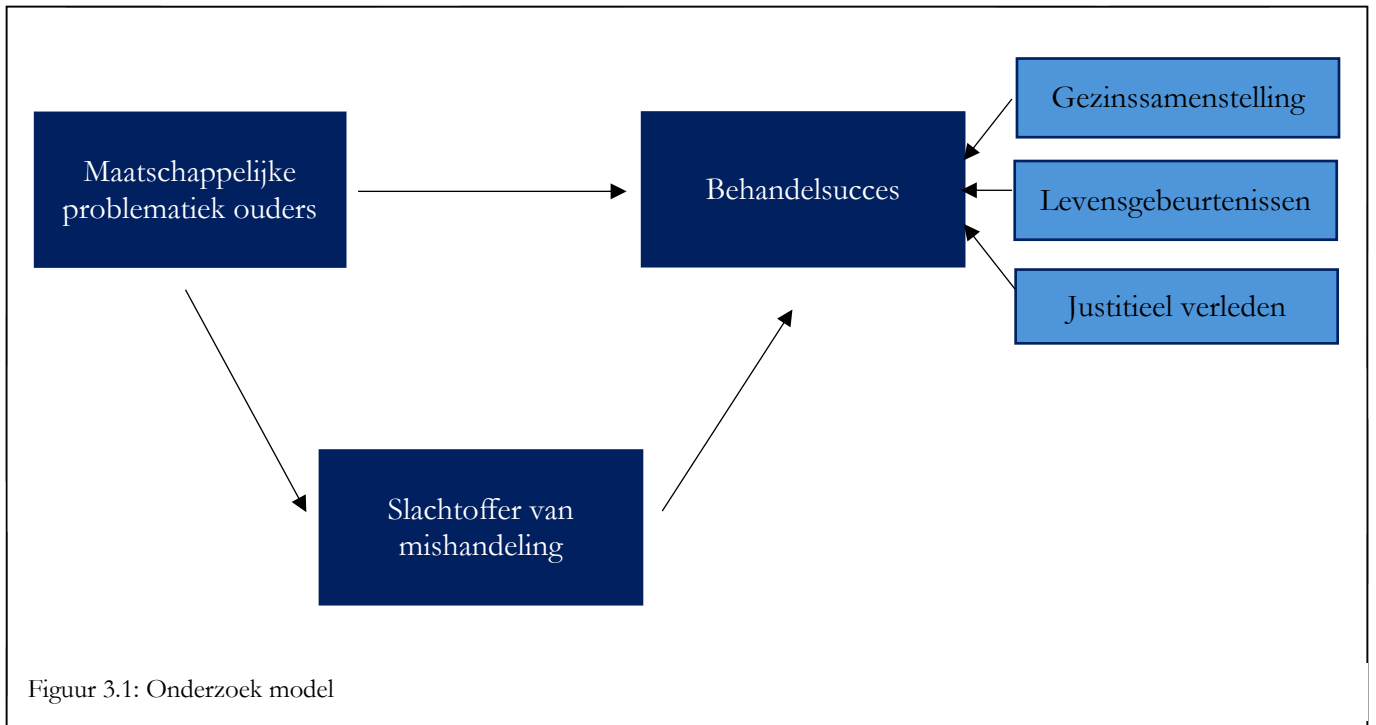 Maatschappelijke
problematiek ouders
Behandelsucces
Gezinssamenstelling
Levensgebeurtenissen
Justitieel verleden
Slachtoffer van
mishandeling
Figuur 3.1: Onderzoek model